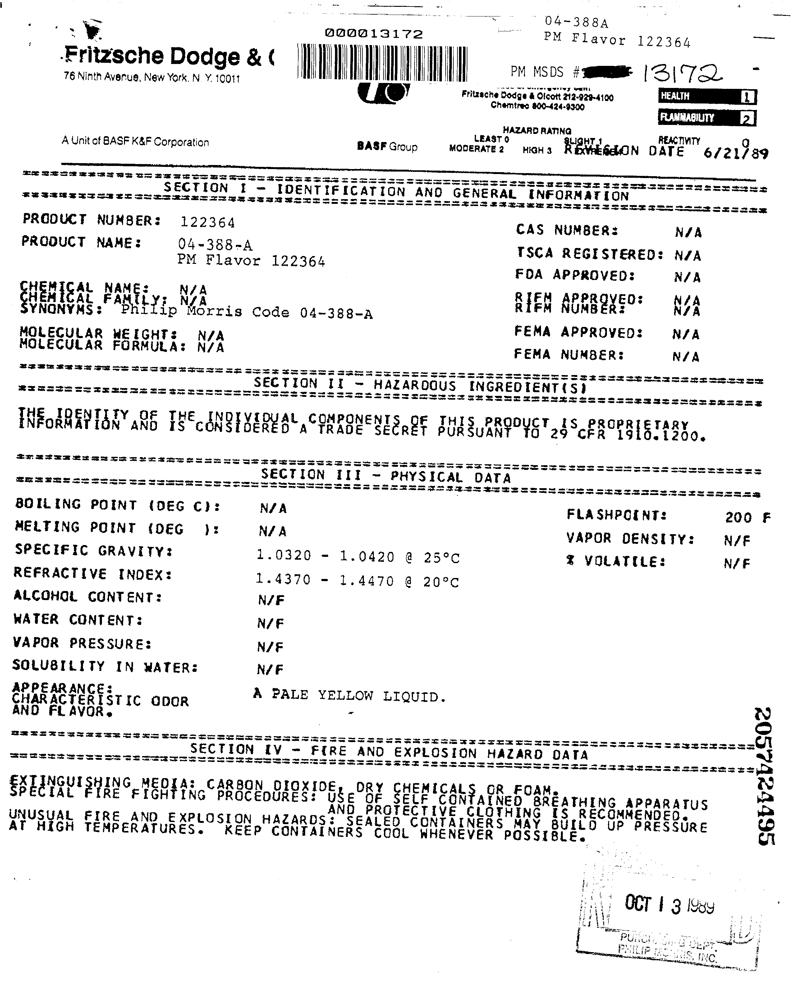 04-388A
000013172
PM Flavor 122364
Fritzsche Dodge &
76 Ninth Avenue, New York, N. Y. 10011
PM MSDS # 13172
Fritzsche Dodge & Olcott 212-929-4100
Chemtrec 800-424-9300
HEALTH 1
FLAMMABILITY 2
REACTIVITY 0
A Unit of BASF K&F Corporation
BASF Group
HAZARD RATING
LEAST 0 SLIGHT 1
MODERATE 2 HIGH 3
REVISION DATE 6/21/89
SECTION I - IDENTIFICATION AND GENERAL INFORMATION
PRODUCT NUMBER: 122364
CAS NUMBER: N/A
PRODUCT NAME: 04-388-A
PM Flavor 122364
TSCA REGISTERED: N/A
FDA APPROVED: N/A
CHEMICAL NAME: N/A
CHEMICAL FAMILY: N/A
SYNONYMS: Philip Morris Code 04-388-A
RIFM APPROVED: N/A
RIFM NUMBER: N/A
MOLECULAR WEIGHT: N/A
MOLECULAR FORMULA: N/A
FEMA APPROVED: N/A
FEMA NUMBER: N/A
SECTION II - HAZARDOUS INGREDIENT(S)
THE IDENTITY OF THE INDIVIDUAL COMPONENTS OF THIS PRODUCT IS PROPRIETARY
INFORMATION AND IS CONSIDERED A TRADE SECRET PURSUANT TO 29 CFR 1910.1200.
SECTION III - PHYSICAL DATA
BOILING POINT (DEG C): N/A
FLASHPOINT: 200 F
MELTING POINT (DEG ): N/A
VAPOR DENSITY: N/F
SPECIFIC GRAVITY: 1.0320 - 1.0420 @ 25°C
% VOLATILE: N/F
REFRACTIVE INDEX: 1.4370 - 1.4470 @ 20°C
ALCOHOL CONTENT: N/F
WATER CONTENT: N/F
VAPOR PRESSURE: N/F
SOLUBILITY IN WATER: N/F
APPEARANCE: A PALE YELLOW LIQUID.
CHARACTERISTIC ODOR
AND FLAVOR.
SECTION IV - FIRE AND EXPLOSION HAZARD DATA
EXTINGUISHING MEDIA: CARBON DIOXIDE, DRY CHEMICALS OR FOAM.
SPECIAL FIRE FIGHTING PROCEDURES: USE OF SELF CONTAINED BREATHING APPARATUS
AND PROTECTIVE CLOTHING IS RECOMMENDED.
UNUSUAL FIRE AND EXPLOSION HAZARDS: SEALED CONTAINERS MAY BUILD UP PRESSURE
AT HIGH TEMPERATURES. KEEP CONTAINERS COOL WHENEVER POSSIBLE.
2057424495
OCT 13 1989
DEPT.
PHILIP MORRIS, INC.